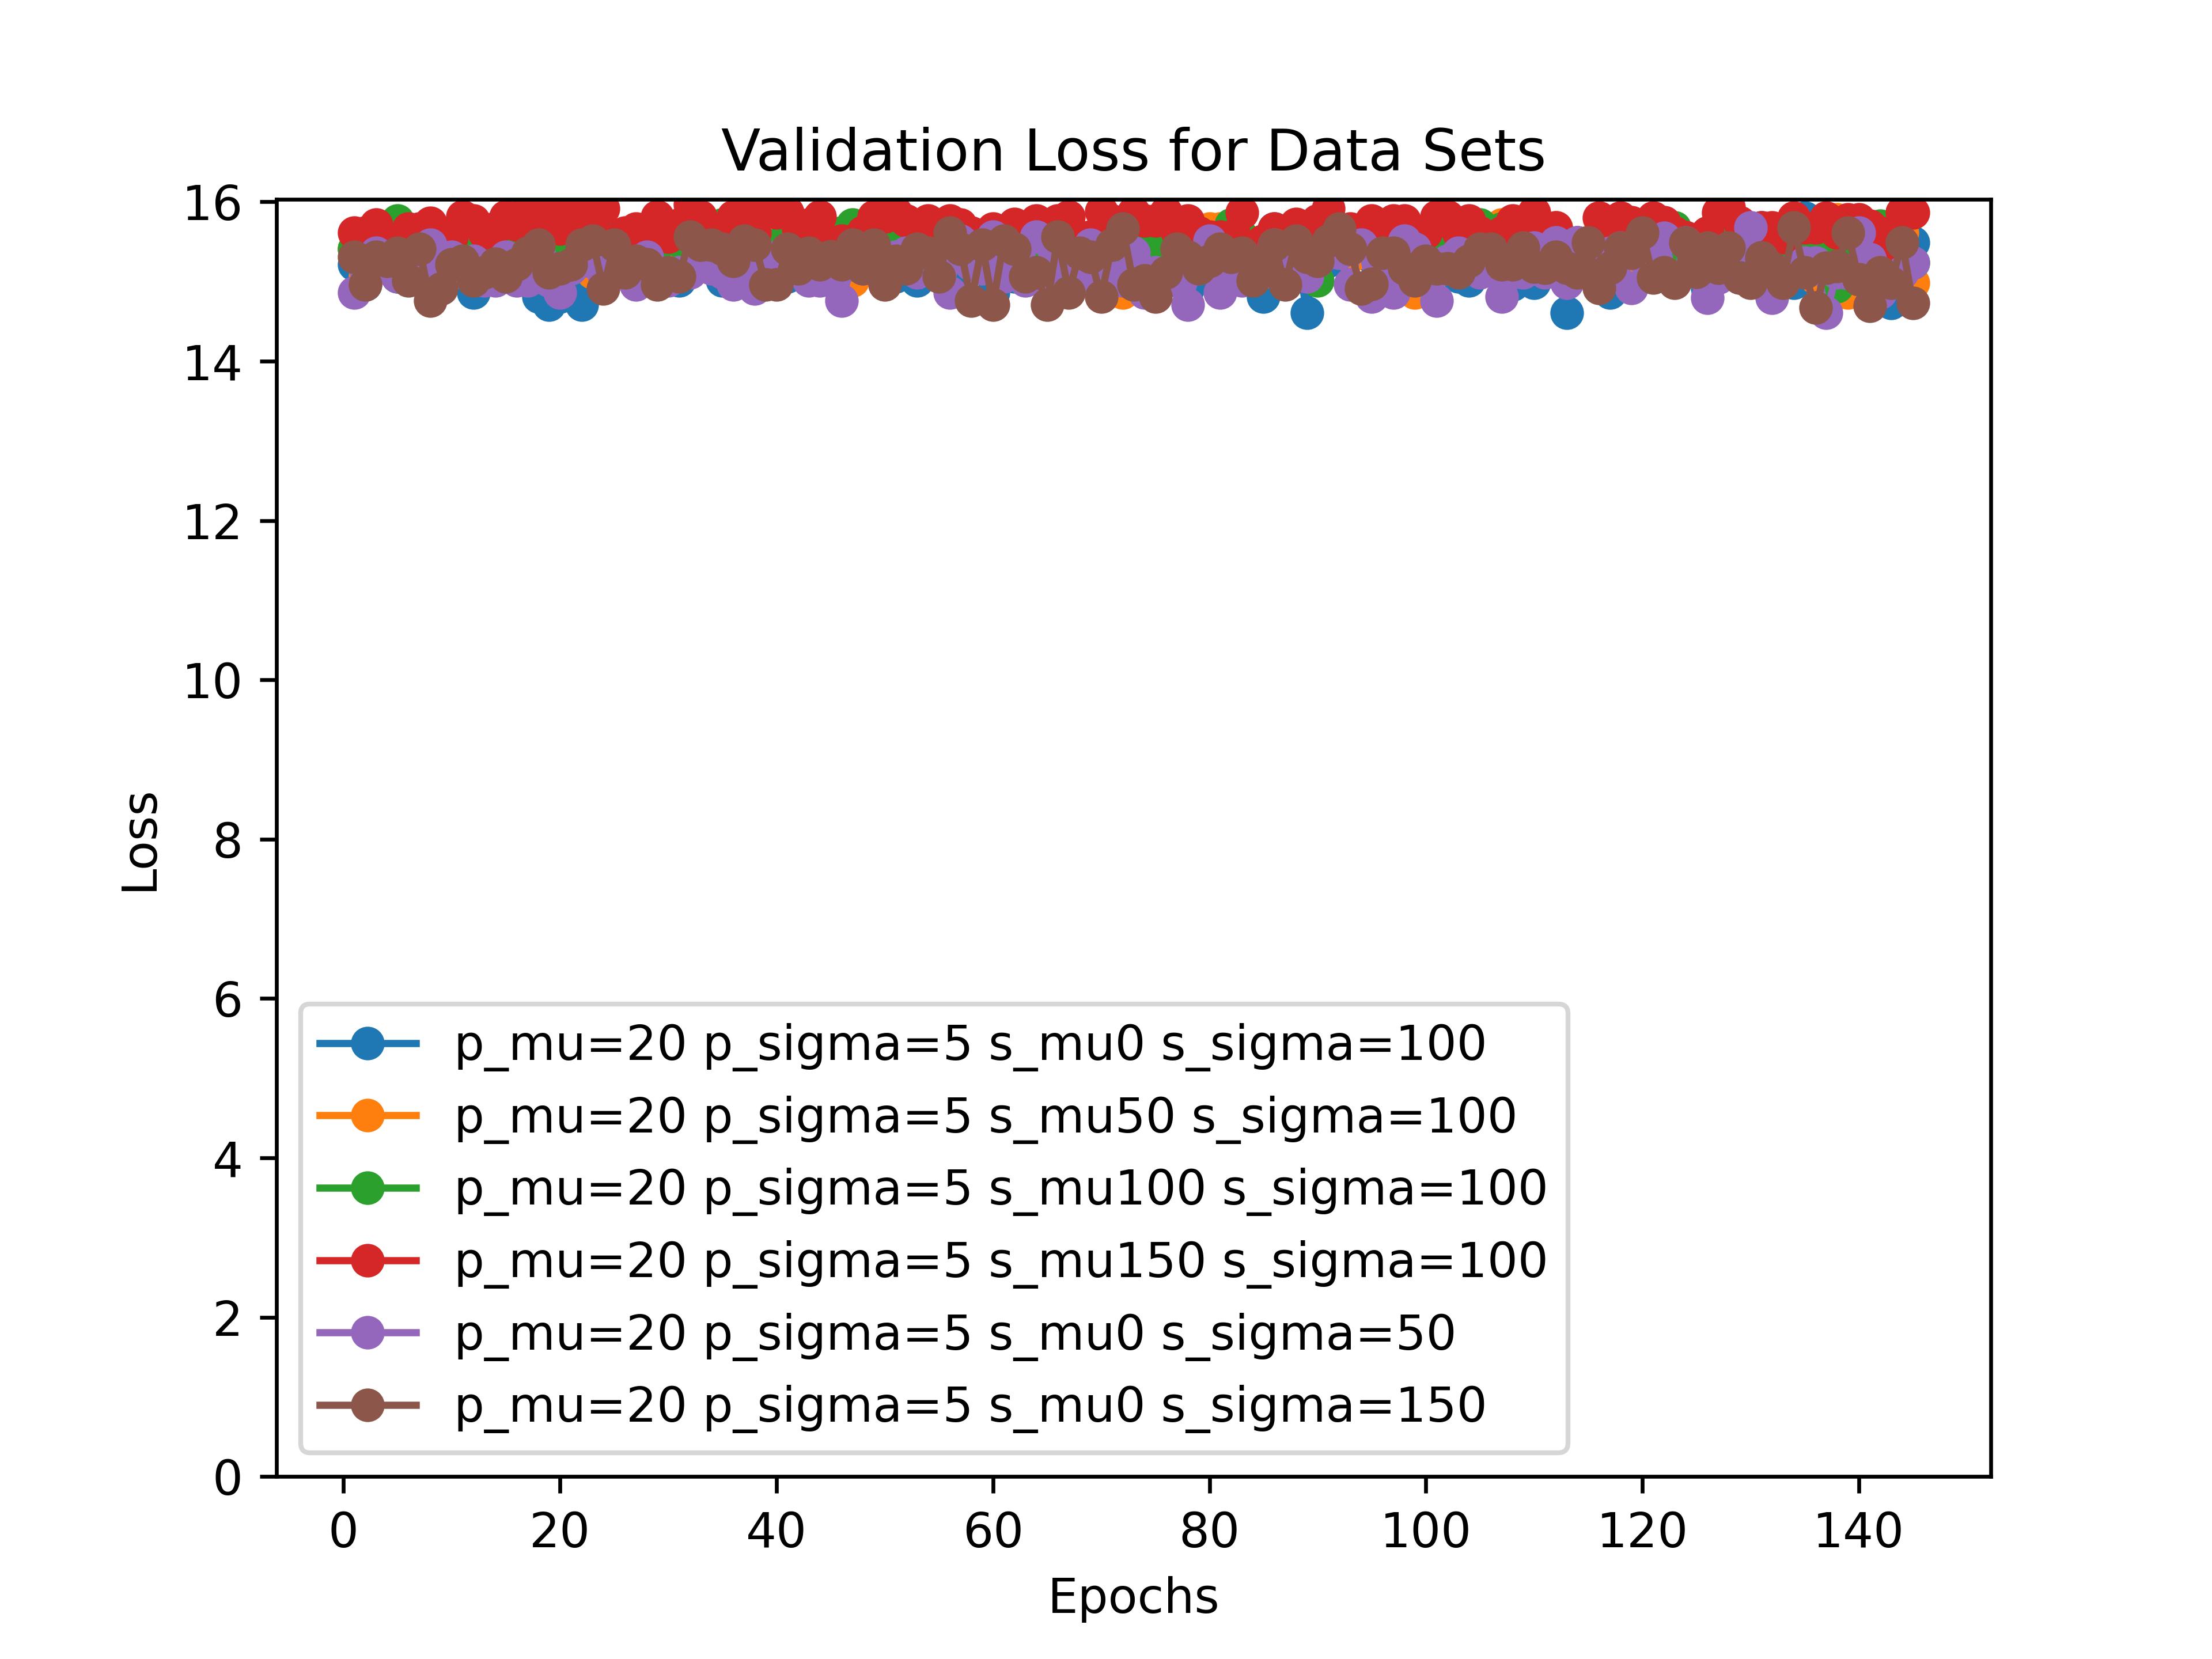 Validation Loss for Data Sets
16
14
12
10
8
6
4
2
0
Loss
p_mu=20 p_sigma=5 s_mu0 s_sigma=100
p_mu=20 p_sigma=5 s_mu50 s_sigma=100
p_mu=20 p_sigma=5 s_mu100 s_sigma=100
p_mu=20 p_sigma=5 s_mu150 s_sigma=100
p_mu=20 p_sigma=5 s_mu0 s_sigma=50
p_mu=20 p_sigma=5 s_mu0 s_sigma=150
0 20 40 60 80 100 120 140
Epochs